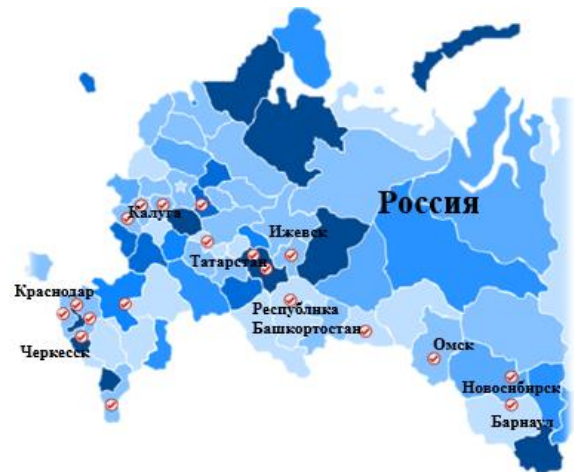 Россия
Калуга
Ижевск
Татарстан
Краснодар
Республика
Башкортостан
Черкесск
Омск
Новосибирск
Барнаул